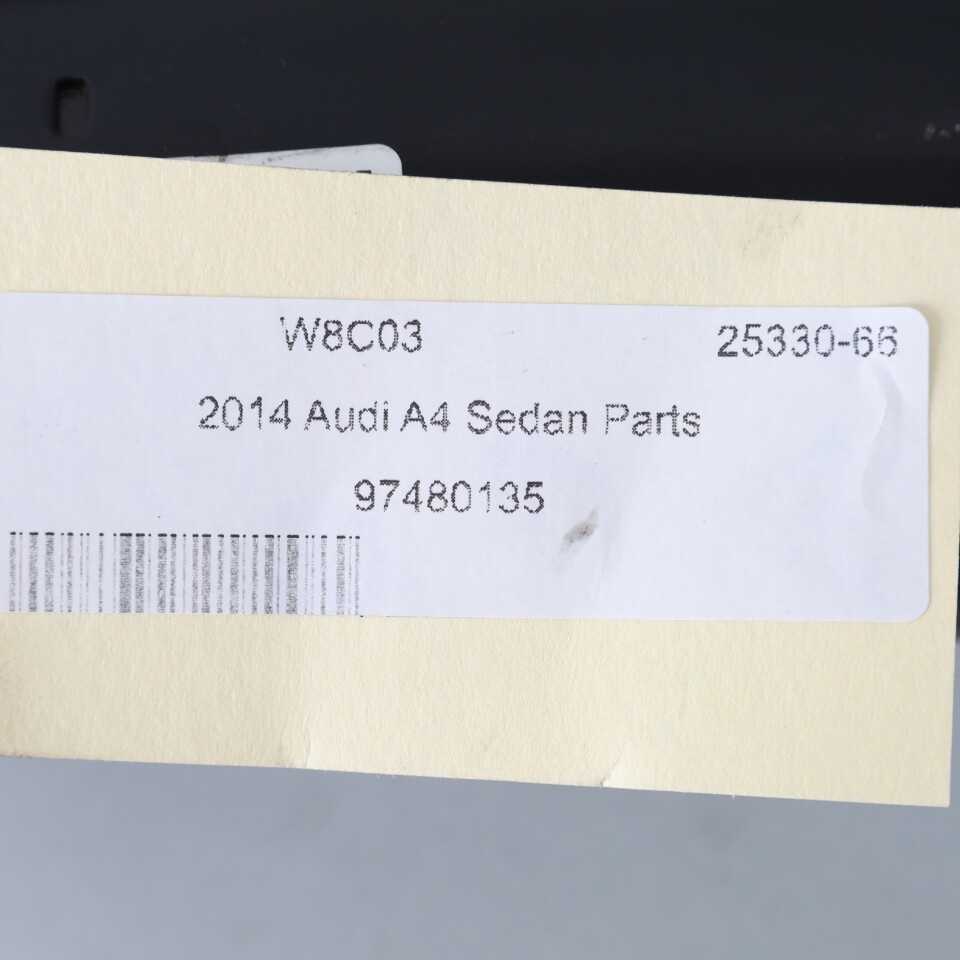 W8C03 25330-66
2014 Audi A4 Sedan Parts
97480135